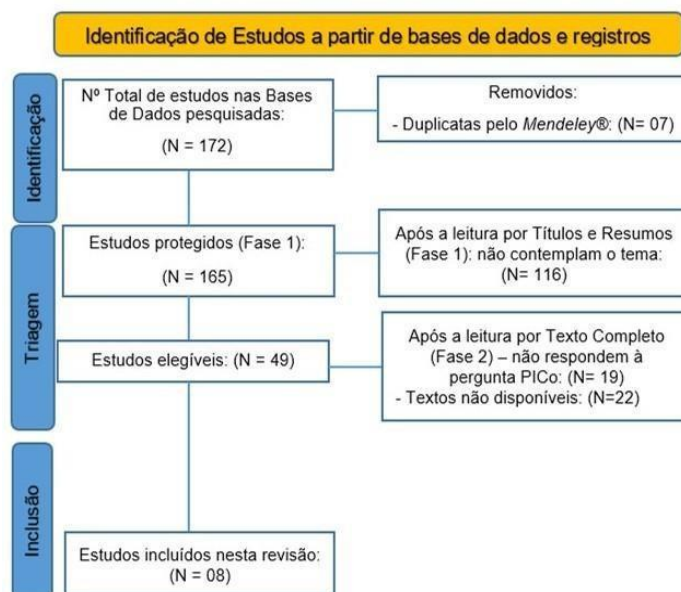 Identificação de Estudos a partir de bases de dados e registros
Identificação
Nº Total de estudos nas Bases
de Dados pesquisadas:
(N = 172)
Removidos:
- Duplicatas pelo Mendeley®: (N= 07)
Triagem
Estudos protegidos (Fase 1):
(N = 165)
Após a leitura por Títulos e Resumos
(Fase 1): não contemplam o tema:
(N= 116)
Estudos elegíveis: (N = 49)
Após a leitura por Texto Completo
(Fase 2) – não respondem à
pergunta PICo: (N= 19)
- Textos não disponíveis: (N=22)
Inclusão
Estudos incluídos nesta revisão:
(N = 08)